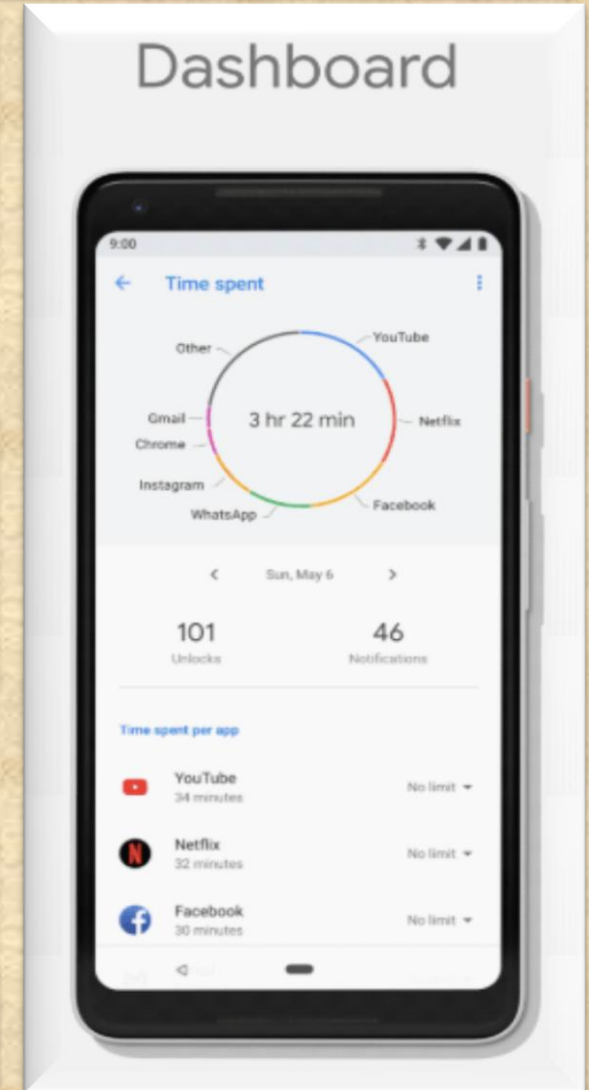 Dashboard
9:00
Time spent
Other
YouTube
Gmail
3 hr 22 min
Netflix
Chrome
Instagram
Facebook
WhatsApp
Sun, May 6
101
46
Unlocks
Notifications
Time spent per app
YouTube
34 minutes
No limit
N
Netflix
32 minutes
No limit
f
Facebook
30 minutes
No limit